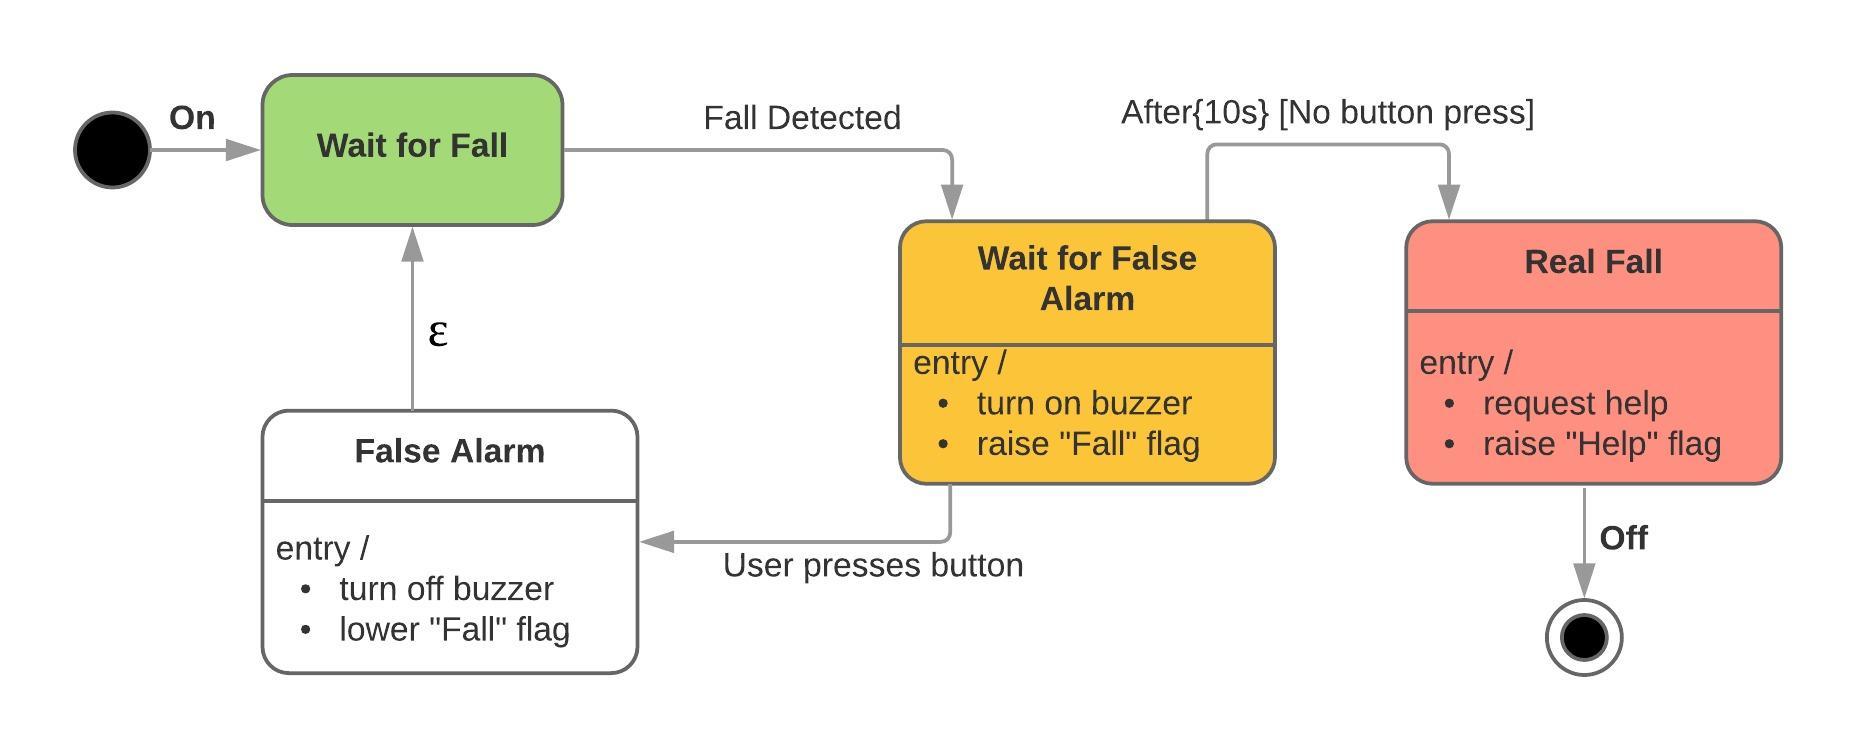 On
Wait for Fall
Fall Detected
After{10s} [No button press]
Wait for False
Alarm
entry /
• turn on buzzer
• raise "Fall" flag
Real Fall
entry /
• request help
• raise "Help" flag
ε
False Alarm
entry /
• turn off buzzer
• lower "Fall" flag
User presses button
Off